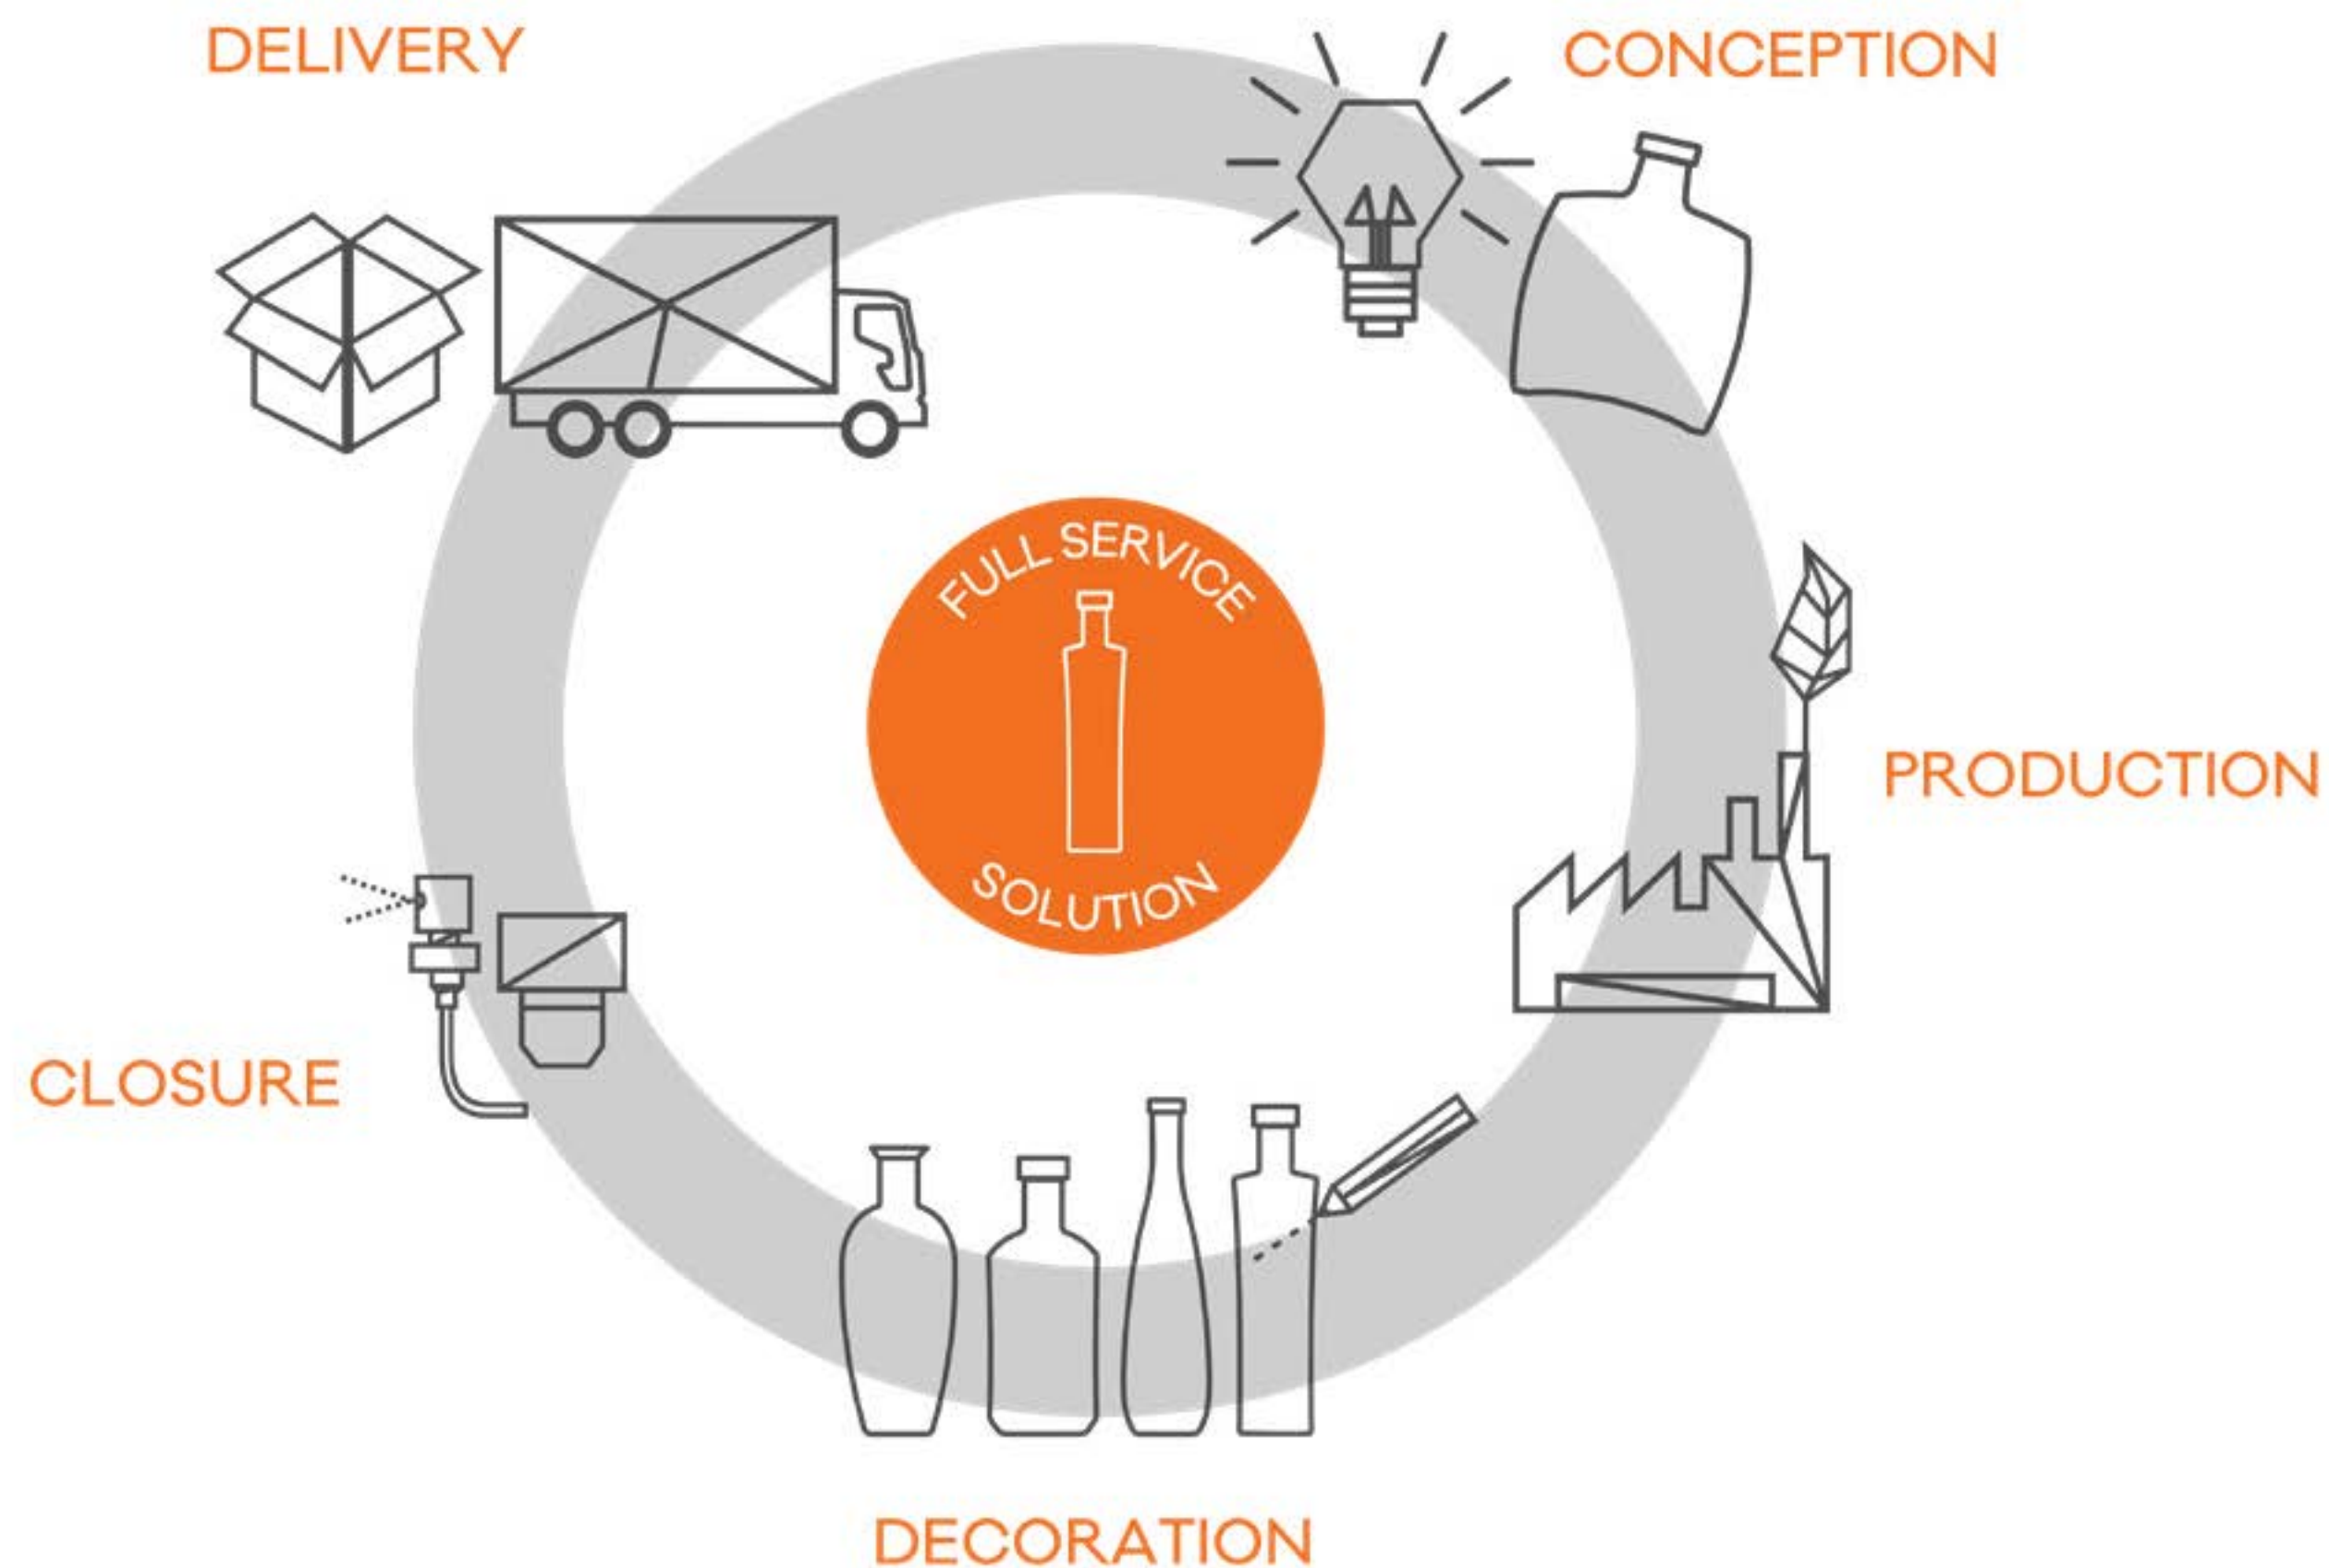 DELIVERY
CONCEPTION
FULL SERVICE
SOLUTION
PRODUCTION
CLOSURE
DECORATION